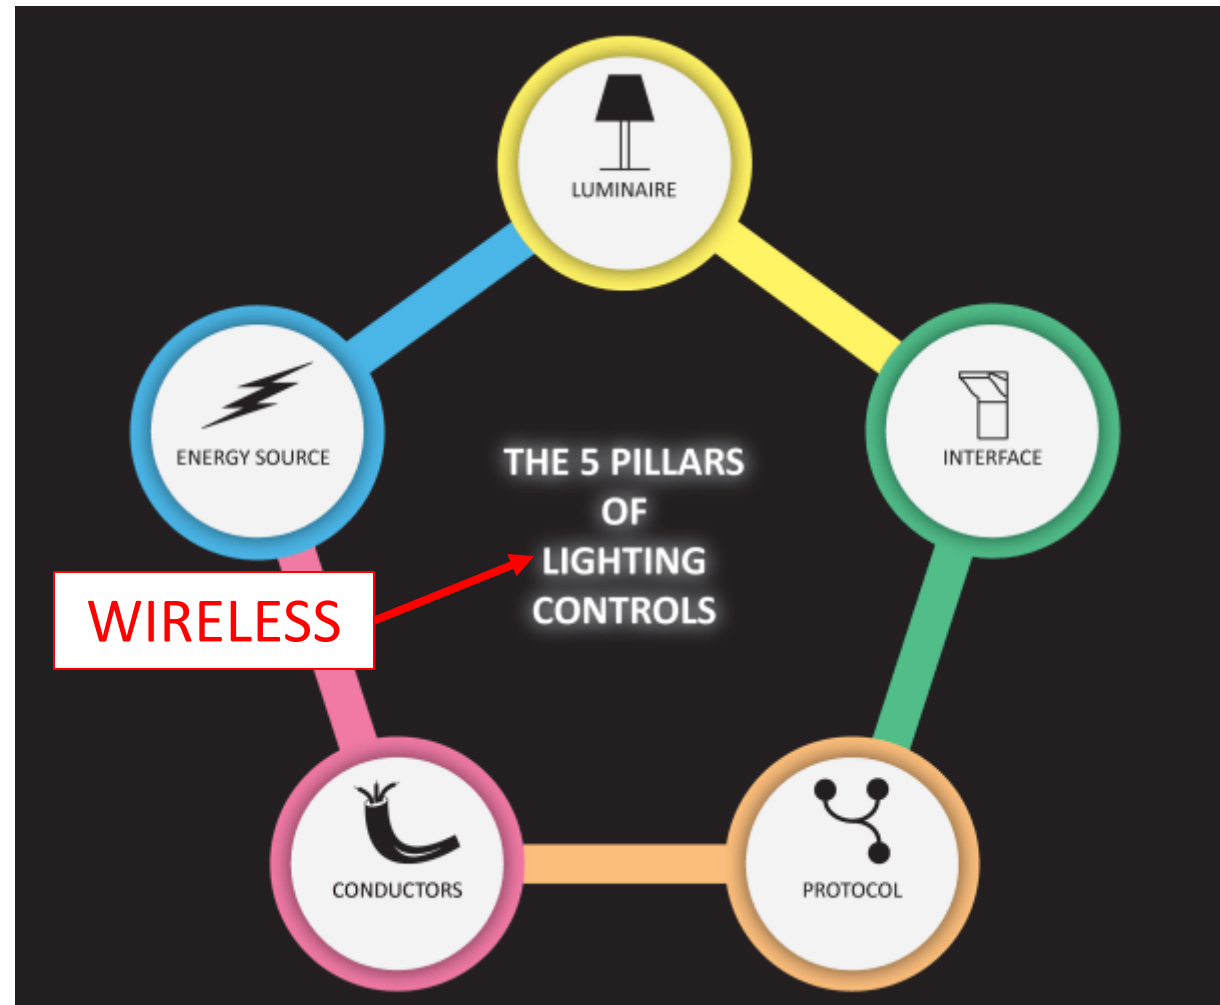 LUMINAIRE
ENERGY SOURCE
INTERFACE
THE 5 PILLARS
OF
LIGHTING
CONTROLS
WIRELESS
CONDUCTORS
PROTOCOL